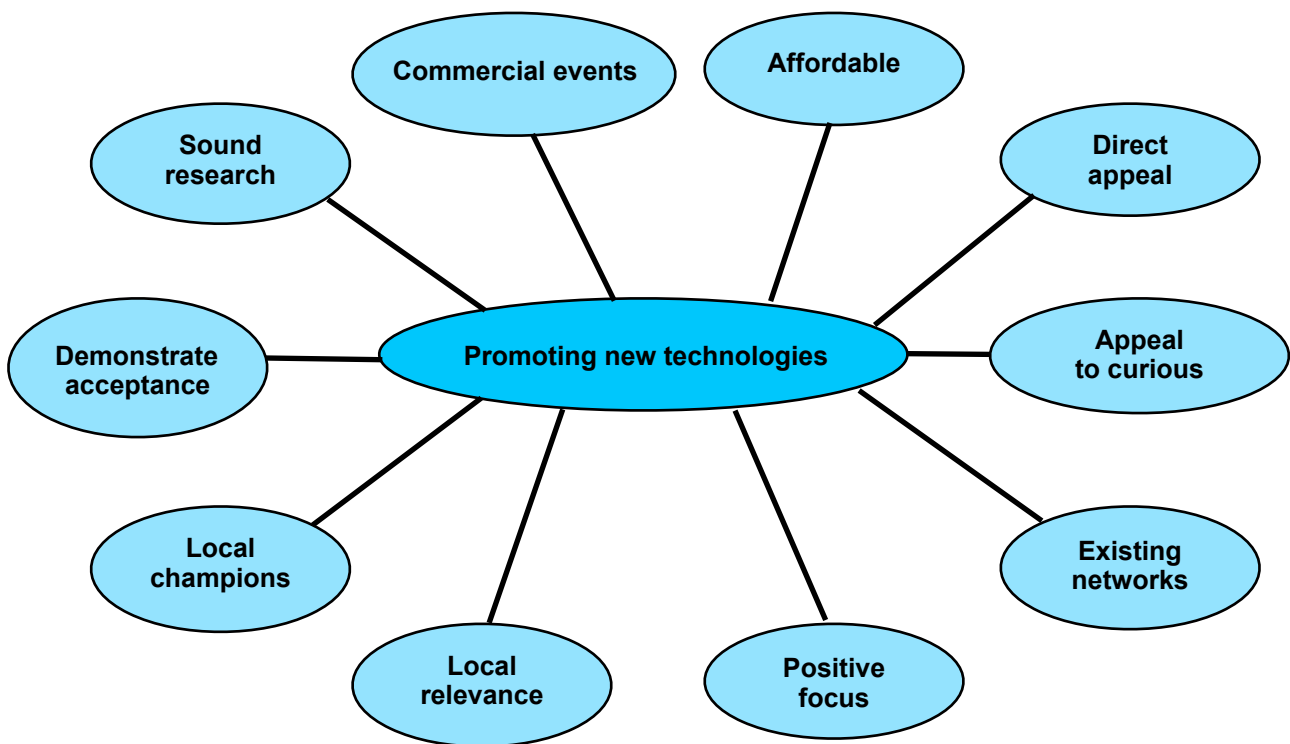 Commercial events
Affordable
Sound
research
Direct
appeal
Demonstrate
acceptance
Promoting new technologies
Appeal
to curious
Local
champions
Existing
networks
Local
relevance
Positive
focus